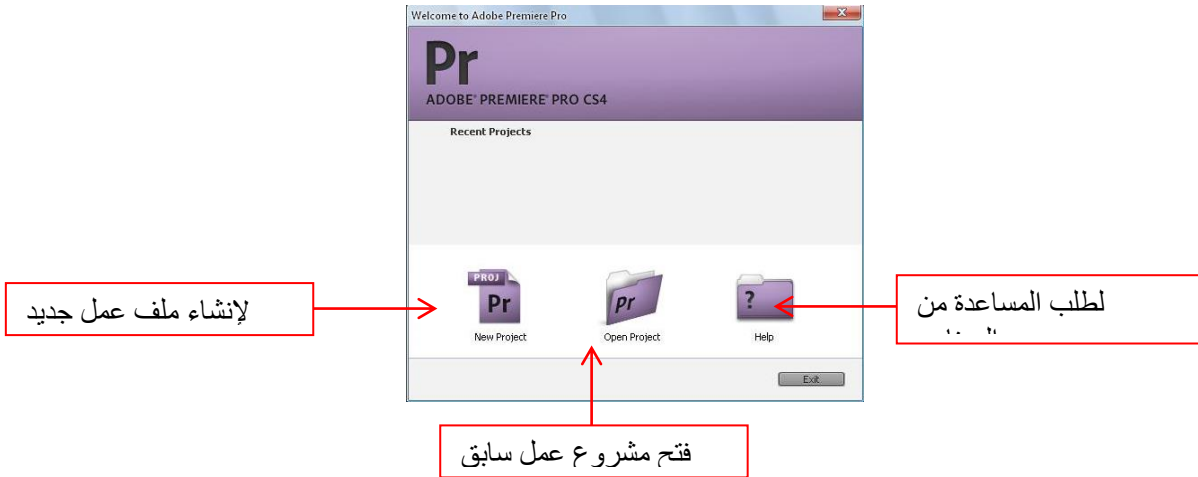 Welcome to Adobe Premiere Pro
Pr
ADOBE® PREMIERE® PRO CS4
Recent Projects
PROJ
Pr
Pr
?
New Project
Open Project
Help
Exit
لإنشاء ملف عمل جديد
لطلب المساعدة من
فتح مشروع عمل سابق